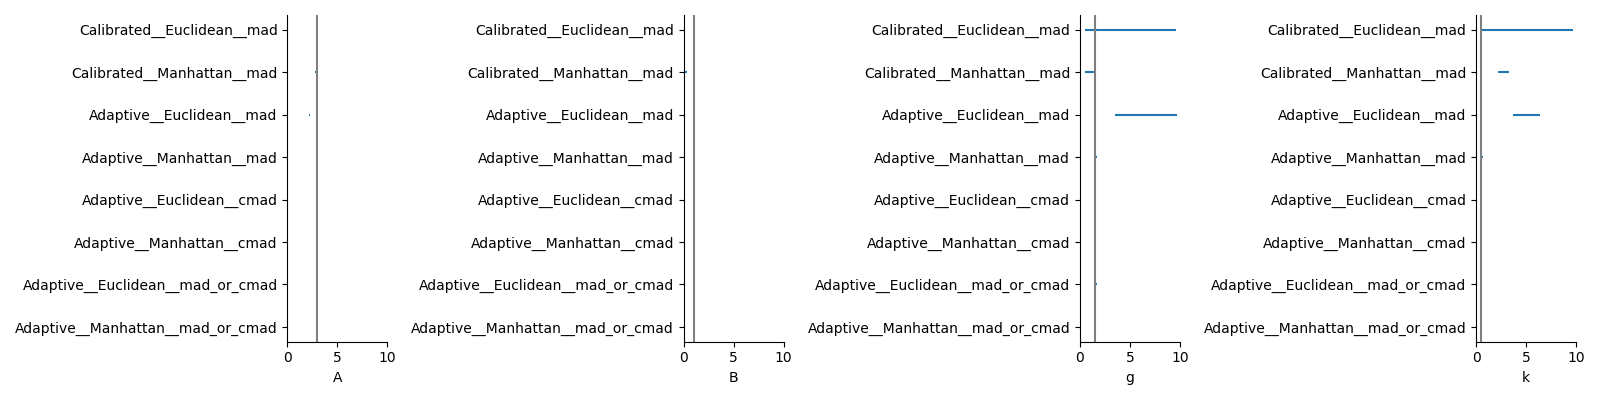 Calibrated__Euclidean__mad
Calibrated__Manhattan__mad
Adaptive__Euclidean__mad
Adaptive__Manhattan__mad
Adaptive__Euclidean__cmad
Adaptive__Manhattan__cmad
Adaptive__Euclidean__mad_or_cmad
Adaptive__Manhattan__mad_or_cmad
0 5 10
A
Calibrated__Euclidean__mad
Calibrated__Manhattan__mad
Adaptive__Euclidean__mad
Adaptive__Manhattan__mad
Adaptive__Euclidean__cmad
Adaptive__Manhattan__cmad
Adaptive__Euclidean__mad_or_cmad
Adaptive__Manhattan__mad_or_cmad
0 5 10
B
Calibrated__Euclidean__mad
Calibrated__Manhattan__mad
Adaptive__Euclidean__mad
Adaptive__Manhattan__mad
Adaptive__Euclidean__cmad
Adaptive__Manhattan__cmad
Adaptive__Euclidean__mad_or_cmad
Adaptive__Manhattan__mad_or_cmad
0 5 10
g
Calibrated__Euclidean__mad
Calibrated__Manhattan__mad
Adaptive__Euclidean__mad
Adaptive__Manhattan__mad
Adaptive__Euclidean__cmad
Adaptive__Manhattan__cmad
Adaptive__Euclidean__mad_or_cmad
Adaptive__Manhattan__mad_or_cmad
0 5 10
k